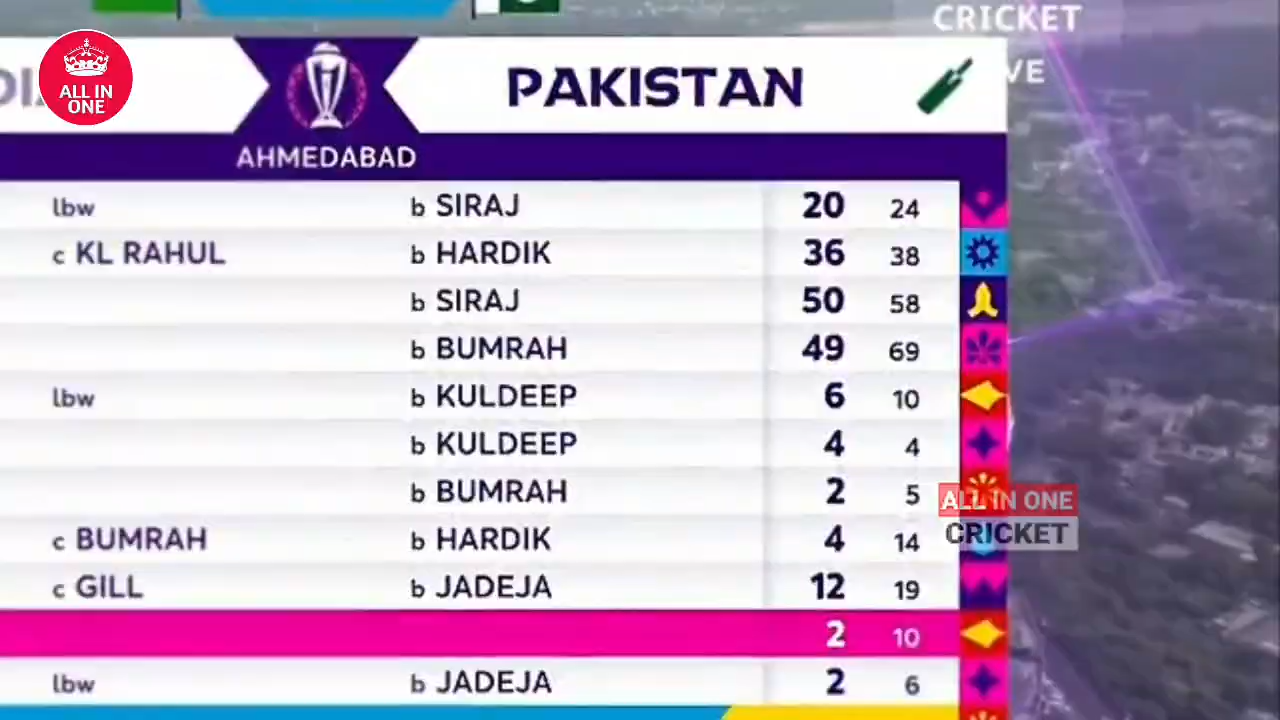 CRICKET
ALL IN
ONE
PAKISTAN
VE
AHMEDABAD
lbw b SIRAJ 20 24
c KL RAHUL b HARDIK 36 38
b SIRAJ 50 58
b BUMRAH 49 69
lbw b KULDEEP 6 10
b KULDEEP 4 4
b BUMRAH 2 5
ALL IN ONE
CRICKET
c BUMRAH b HARDIK 4 14
c GILL b JADEJA 12 19
2 10
lbw b JADEJA 2 6